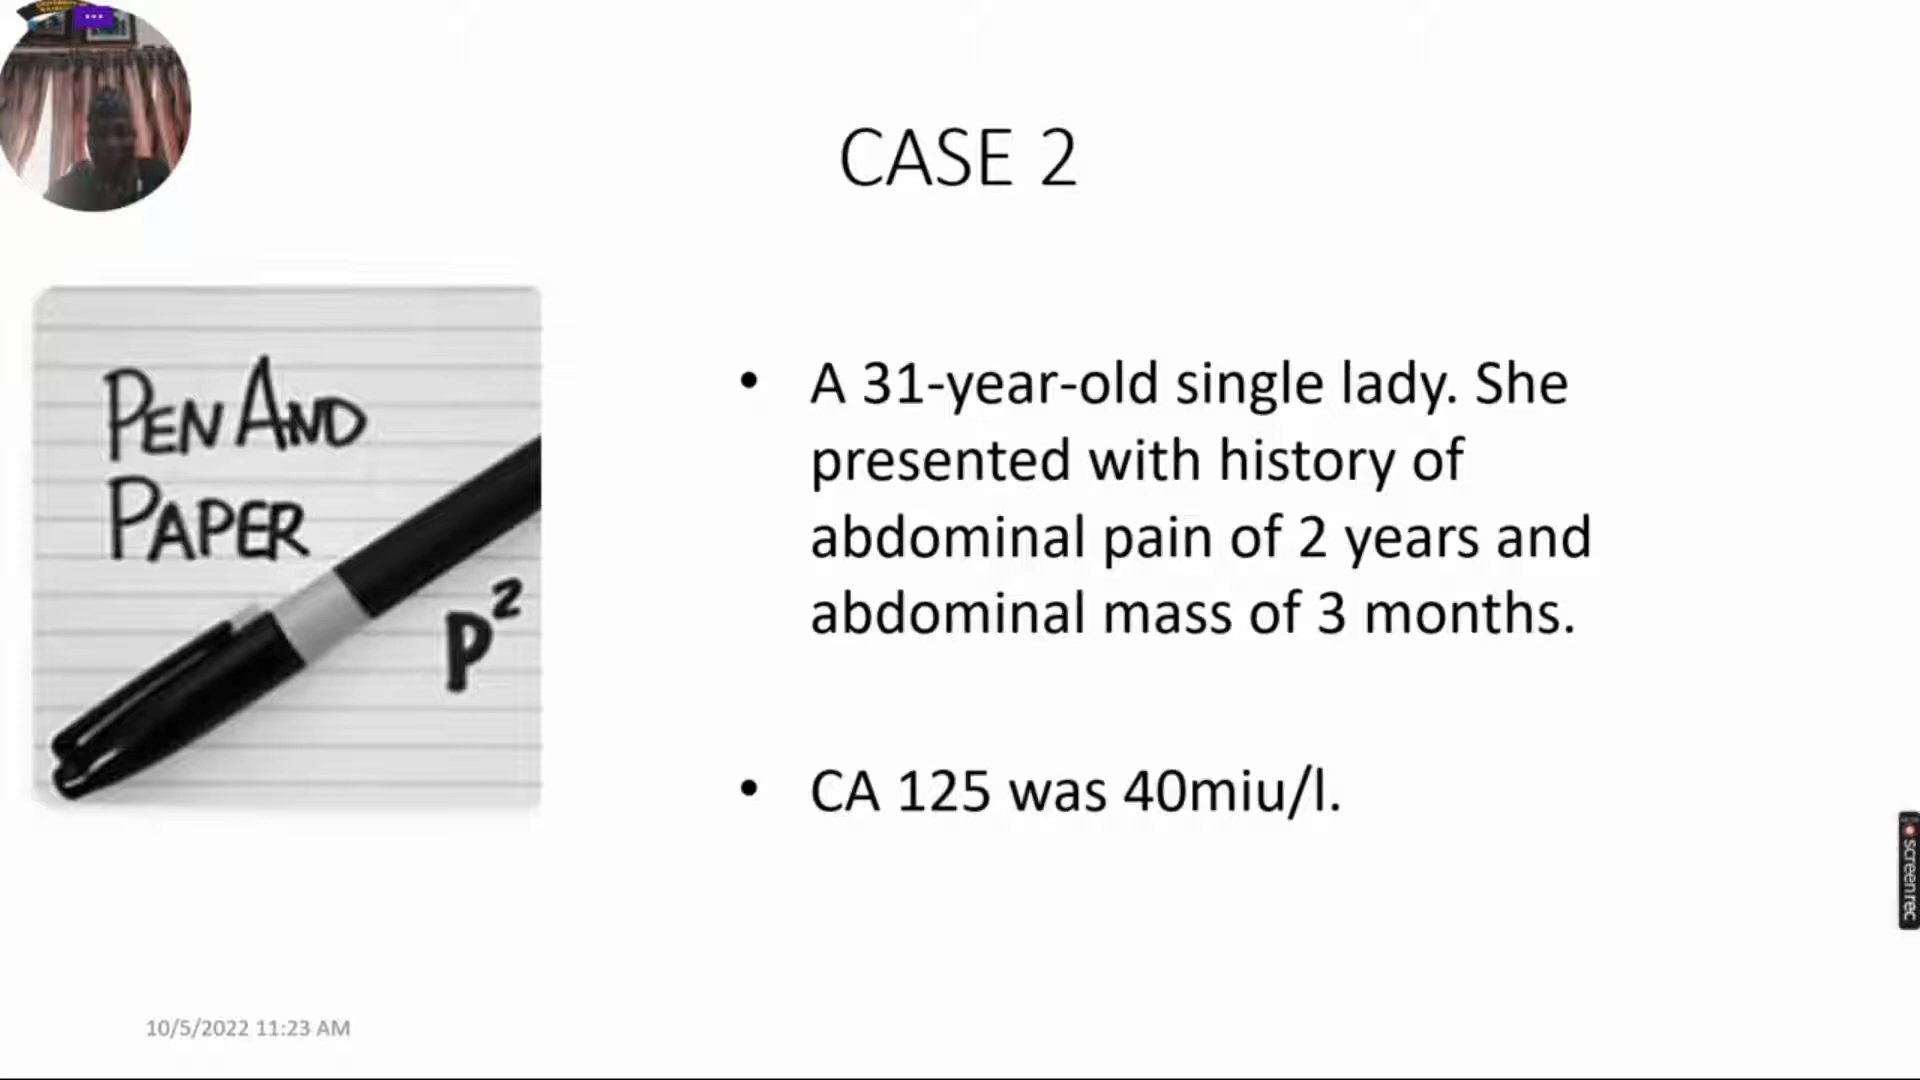 CASE 2
PEN AND
PAPER
P²
• A 31-year-old single lady. She
presented with history of
abdominal pain of 2 years and
abdominal mass of 3 months.
• CA 125 was 40miu/l.
screenrec
10/5/2022 11:23 AM